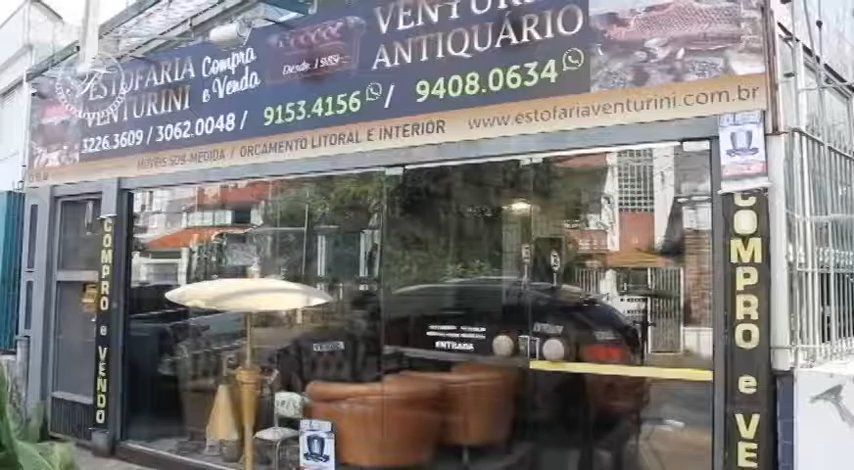 ESTOFARIA
VENTURINI
Compra
e Venda
Desde 1989
VENTURINI
ANTIQUÁRIO
3226.3609 / 3062.0048 /
9153.4156 / 9408.0634
MÓVEIS SOB MEDIDA / ORÇAMENTO LITORAL E INTERIOR
www.estofariaventurini.com.br
COMPRO e VENDO
ENTRADA
COMPRO e VE